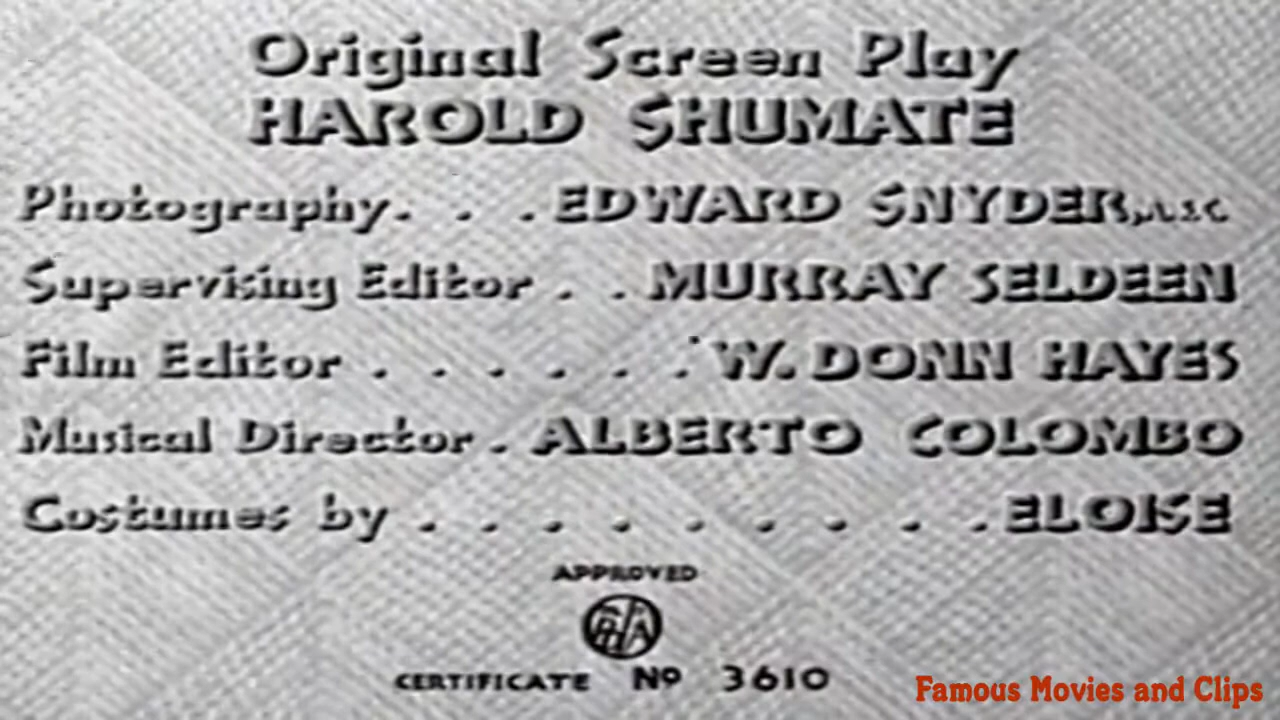 Original Screen Play
HAROLD SHUMATE
Photography. . . EDWARD SNYDER, A.S.C
Supervising Editor . . MURRAY SELDEEN
Film Editor . . . . . . W. DONN HAYES
Musical Director . ALBERTO COLOMBO
Costumes by . . . . . . . . . ELOISE
APPROVED
CERTIFICATE Nº 3610
Famous Movies and Clips